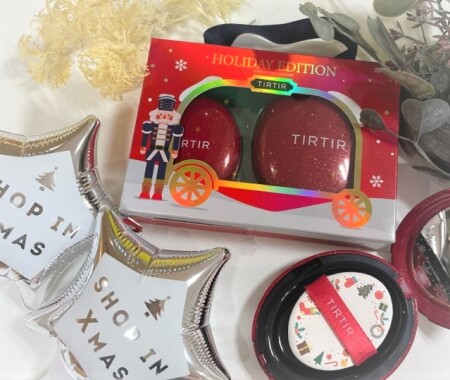 HOLIDAY EDITION
TIRTIR
TIRTIR
TIRTIR
SHOP IN
XMAS
SHOP IN
XMAS
TIRTIR